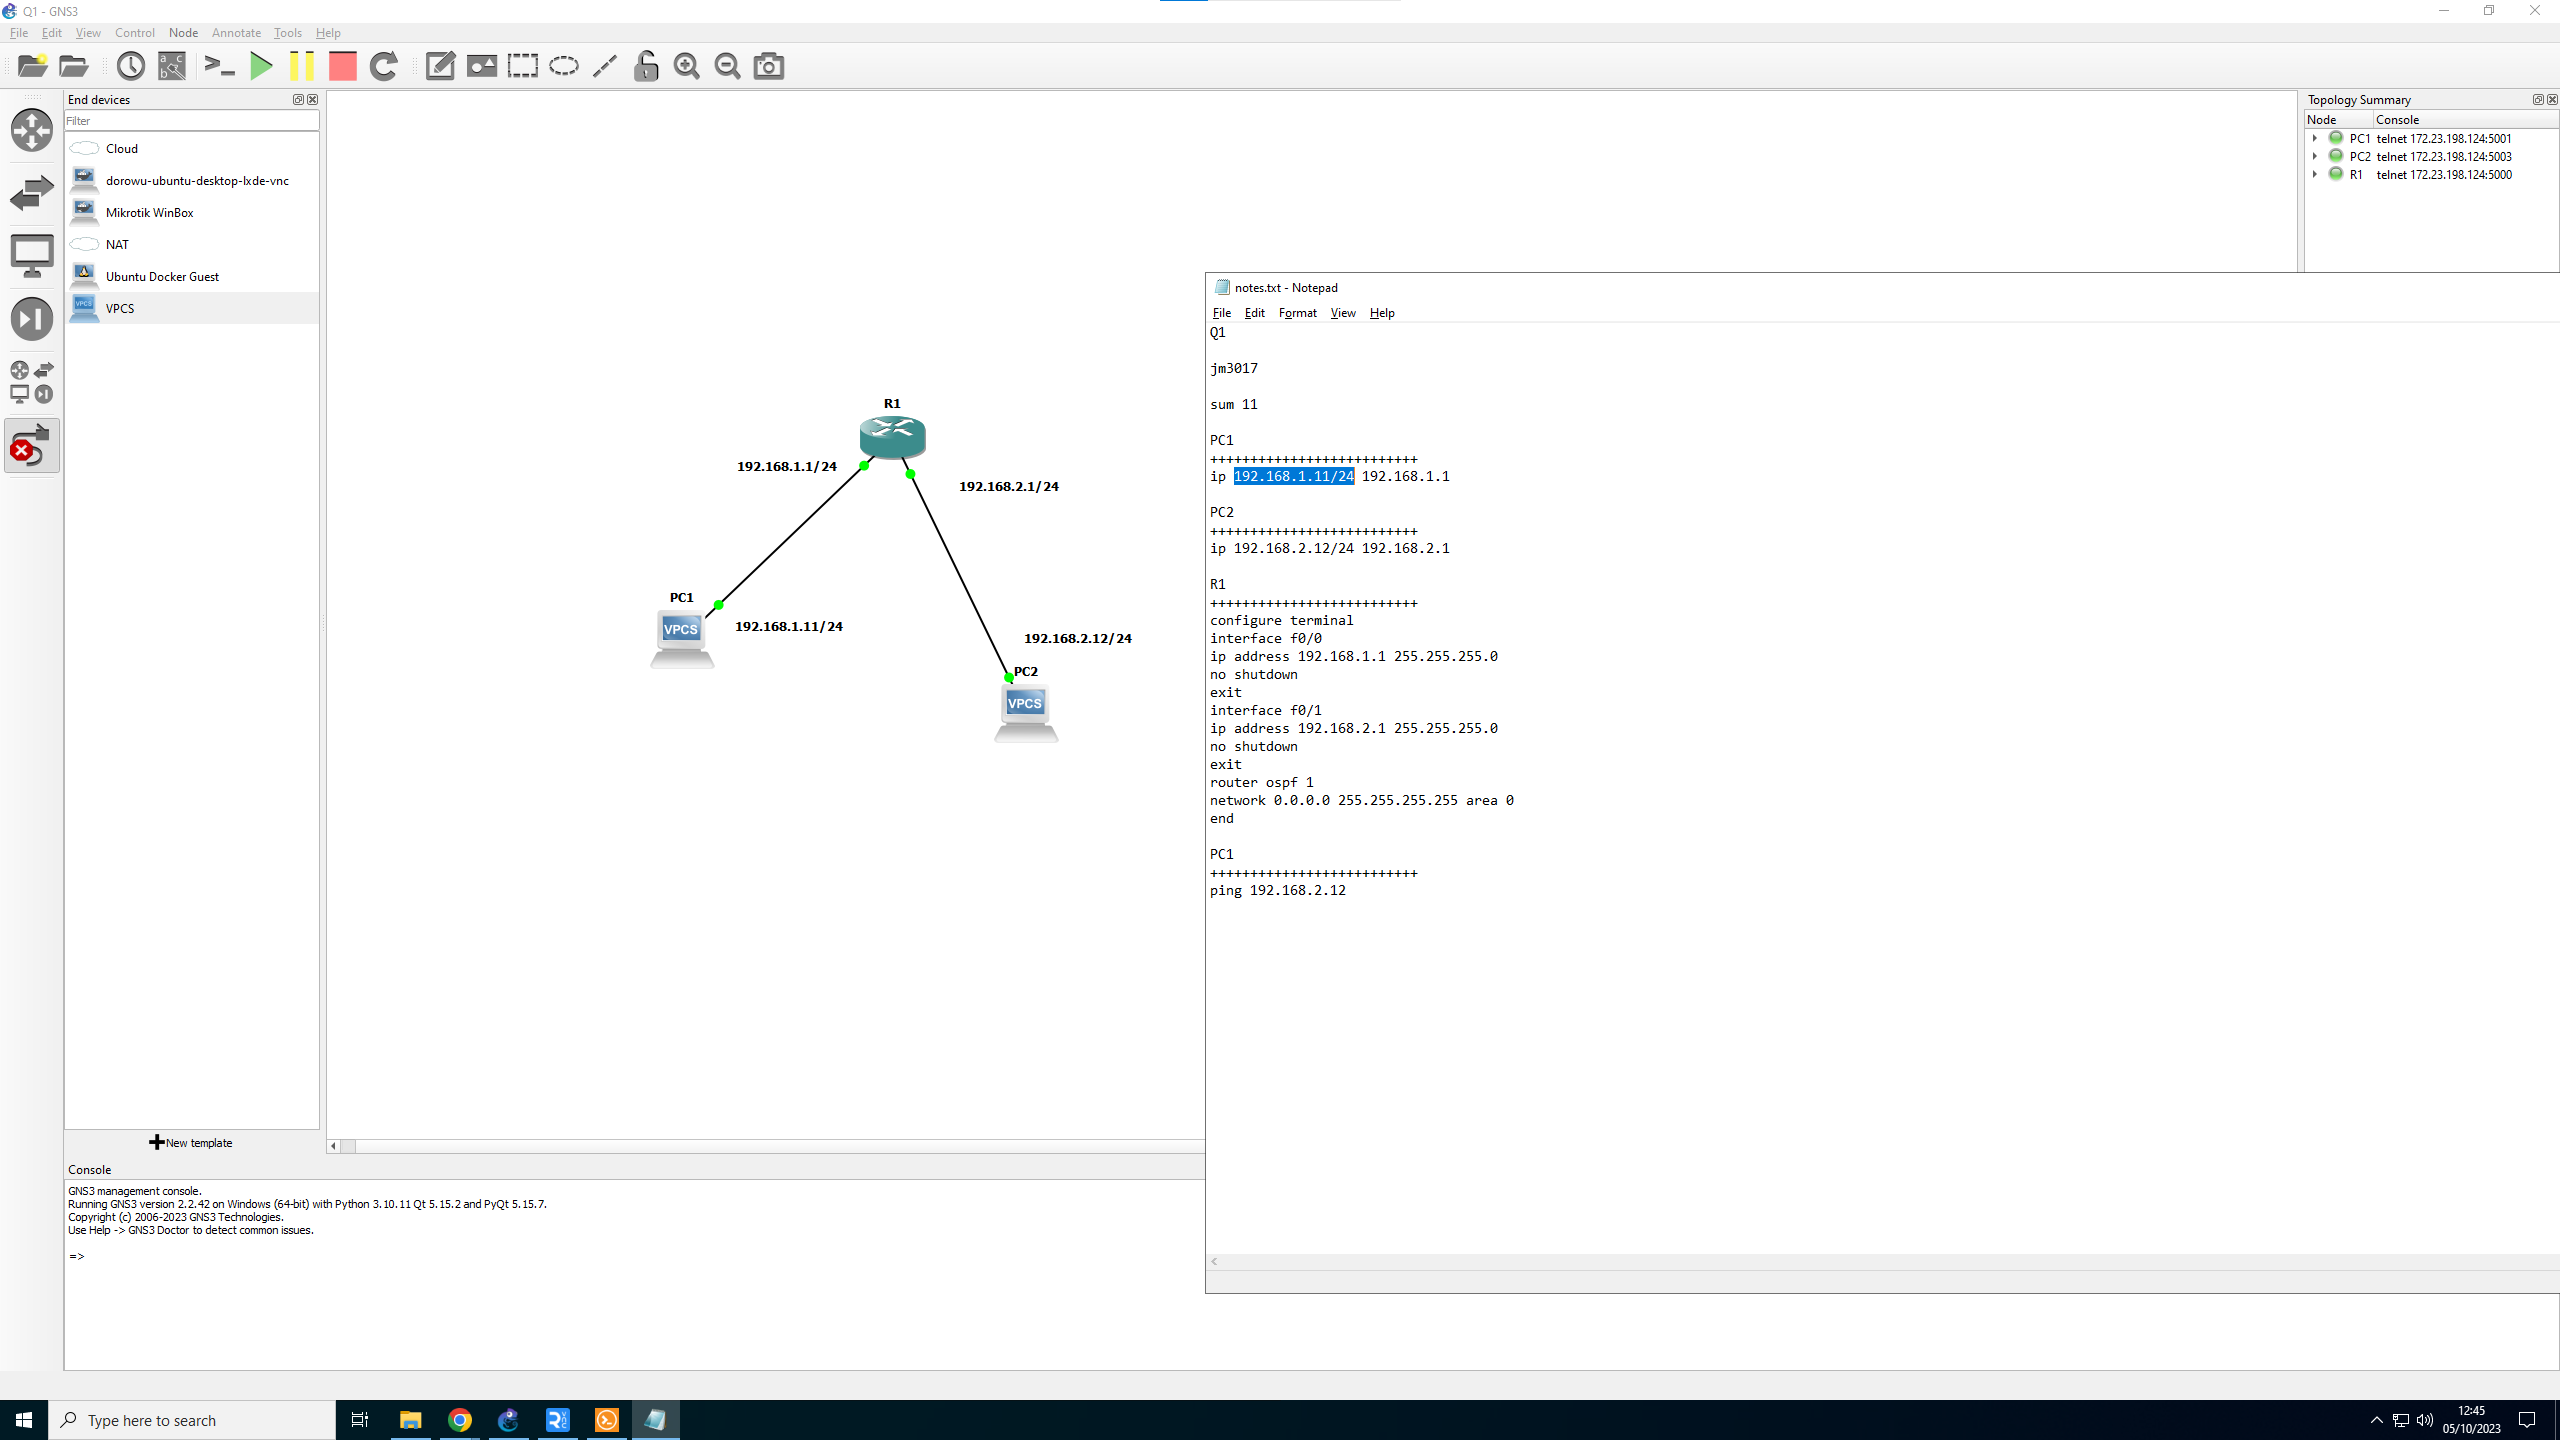 Q1 - GNS3
File Edit View Control Node Annotate Tools Help
End devices
Filter
Cloud
dorowu-ubuntu-desktop-lxde-vnc
Mikrotik WinBox
NAT
Ubuntu Docker Guest
VPCS
New template
R1
192.168.1.1/24
192.168.2.1/24
PC1
VPCS
192.168.1.11/24
192.168.2.12/24
PC2
VPCS
Topology Summary
Node Console
PC1 telnet 172.23.198.124:5001
PC2 telnet 172.23.198.124:5003
R1 telnet 172.23.198.124:5000
notes.txt - Notepad
File Edit Format View Help
Q1
jm3017
sum 11
PC1
++++++++++++++++++++++++++
ip 192.168.1.11/24 192.168.1.1
PC2
++++++++++++++++++++++++++
ip 192.168.2.12/24 192.168.2.1
R1
++++++++++++++++++++++++++
configure terminal
interface f0/0
ip address 192.168.1.1 255.255.255.0
no shutdown
exit
interface f0/1
ip address 192.168.2.1 255.255.255.0
no shutdown
exit
router ospf 1
network 0.0.0.0 255.255.255.255 area 0
end
PC1
++++++++++++++++++++++++++
ping 192.168.2.12
Console
GNS3 management console.
Running GNS3 version 2.2.42 on Windows (64-bit) with Python 3.10.11 Qt 5.15.2 and PyQt 5.15.7.
Copyright (c) 2006-2023 GNS3 Technologies.
Use Help -> GNS3 Doctor to detect common issues.
=>
Type here to search
12:45
05/10/2023